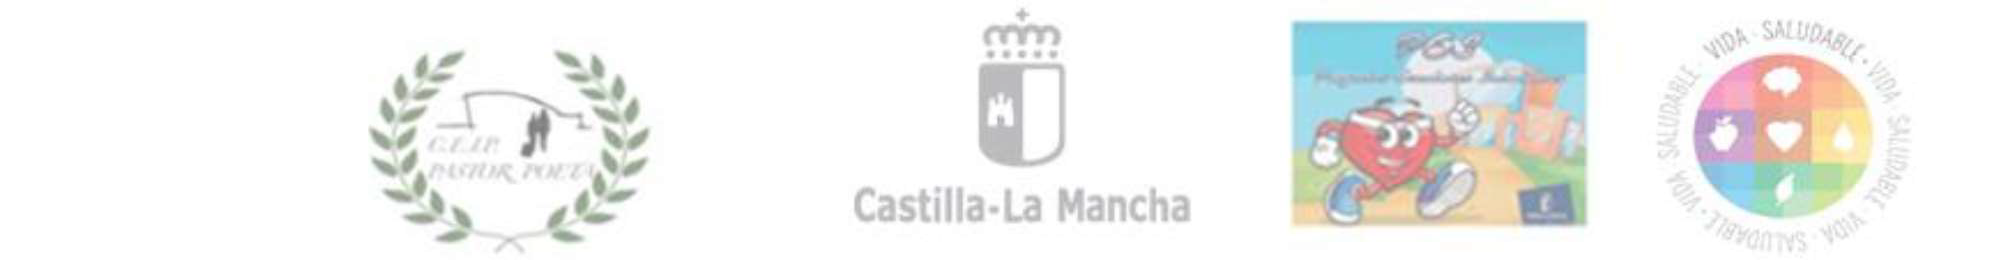 C.E.I.P.
PASTOR POETA
Castilla-La Mancha
VIDA · SALUDABLE · VIDA · SALUDABLE · VIDA · SALUDABLE · VIDA · SALUDABLE